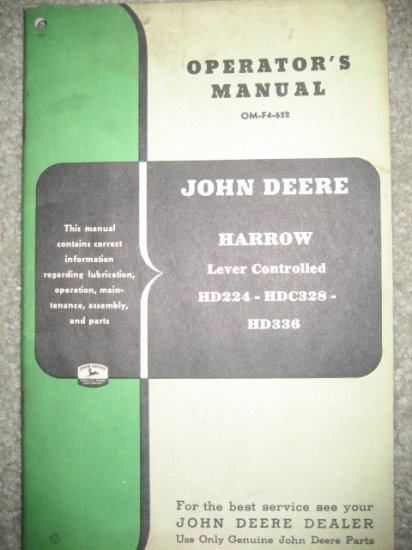 OPERATOR'S
MANUAL
OM-F4-652
JOHN DEERE
HARROW
Lever Controlled
HD224 - HDC328 -
HD336
This manual
contains correct
information
regarding lubrication,
operation, main-
tenance, assembly,
and parts
JOHN DEERE
For the best service see your
JOHN DEERE DEALER
Use Only Genuine John Deere Parts